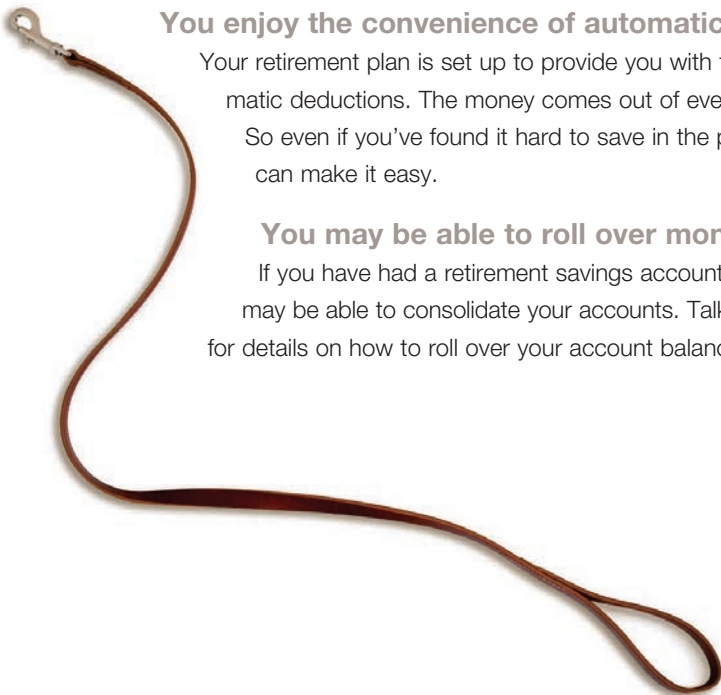 You enjoy the convenience of automatic
Your retirement plan is set up to provide you with
matic deductions. The money comes out of eve
So even if you’ve found it hard to save in the p
can make it easy.
You may be able to roll over mon
If you have had a retirement savings account
may be able to consolidate your accounts. Talk
for details on how to roll over your account balanc